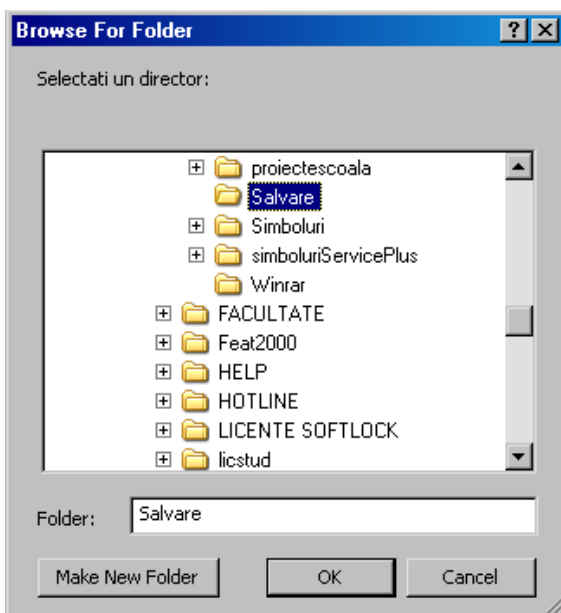 Browse For Folder
Selectati un director:
proiectescoala
Salvare
Simboluri
simboluriServicePlus
Winrar
FACULTATE
Feat2000
HELP
HOTLINE
LICENTE SOFTLOCK
licstud
Folder: Salvare
Make New Folder OK Cancel